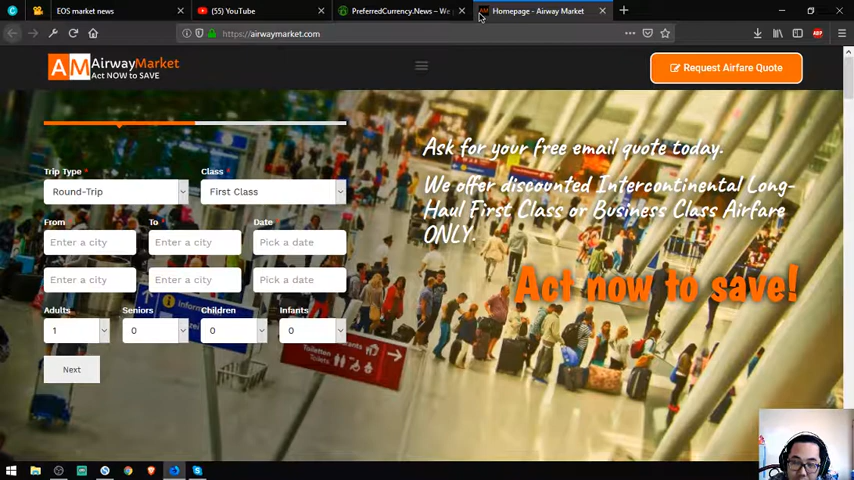 EOS market news
(55) YouTube
PreferredCurrency.News – We
Homepage - Airway Market
https://airwaymarket.com
ABP
AM AirwayMarket
Act NOW to SAVE
Request Airfare Quote
Ask for your free email quote today.
We offer discounted Intercontinental Long-
Haul First Class or Business Class Airfare
ONLY.
Act now to save!
Trip Type *
Class *
Round-Trip
First Class
From
To *
Date
Enter a city
Enter a city
Pick a date
Enter a city
Enter a city
Pick a date
Adults
Seniors
Children
Infants
1
0
0
0
Next
Toiletten